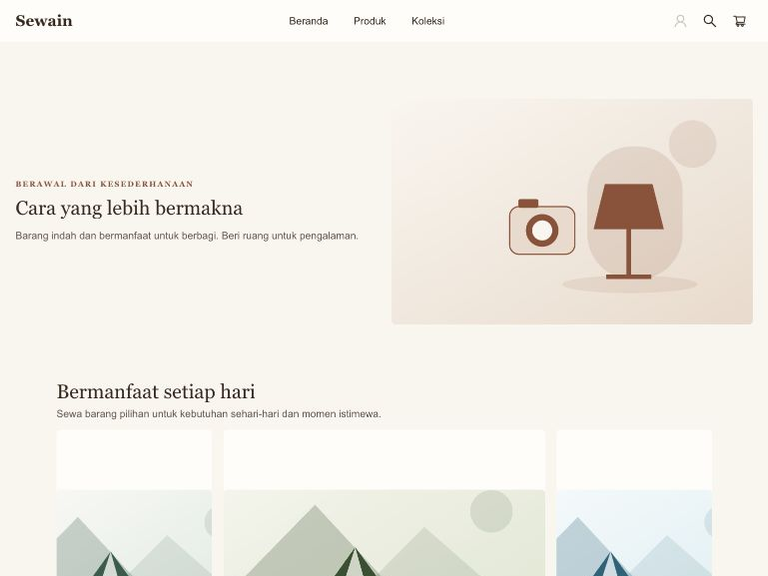 Sewain
Beranda
Produk
Koleksi
BERAWAL DARI KESEDERHANAAN
Cara yang lebih bermakna
Barang indah dan bermanfaat untuk berbagi. Beri ruang untuk pengalaman.
Bermanfaat setiap hari
Sewa barang pilihan untuk kebutuhan sehari-hari dan momen istimewa.